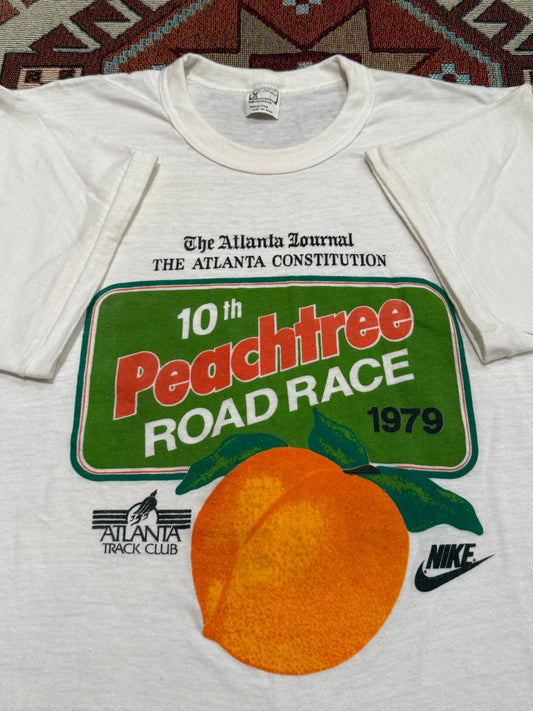 The Atlanta Journal
THE ATLANTA CONSTITUTION
10th
Peachtree
ROAD RACE
1979
ATLANTA
TRACK CLUB
NIKE